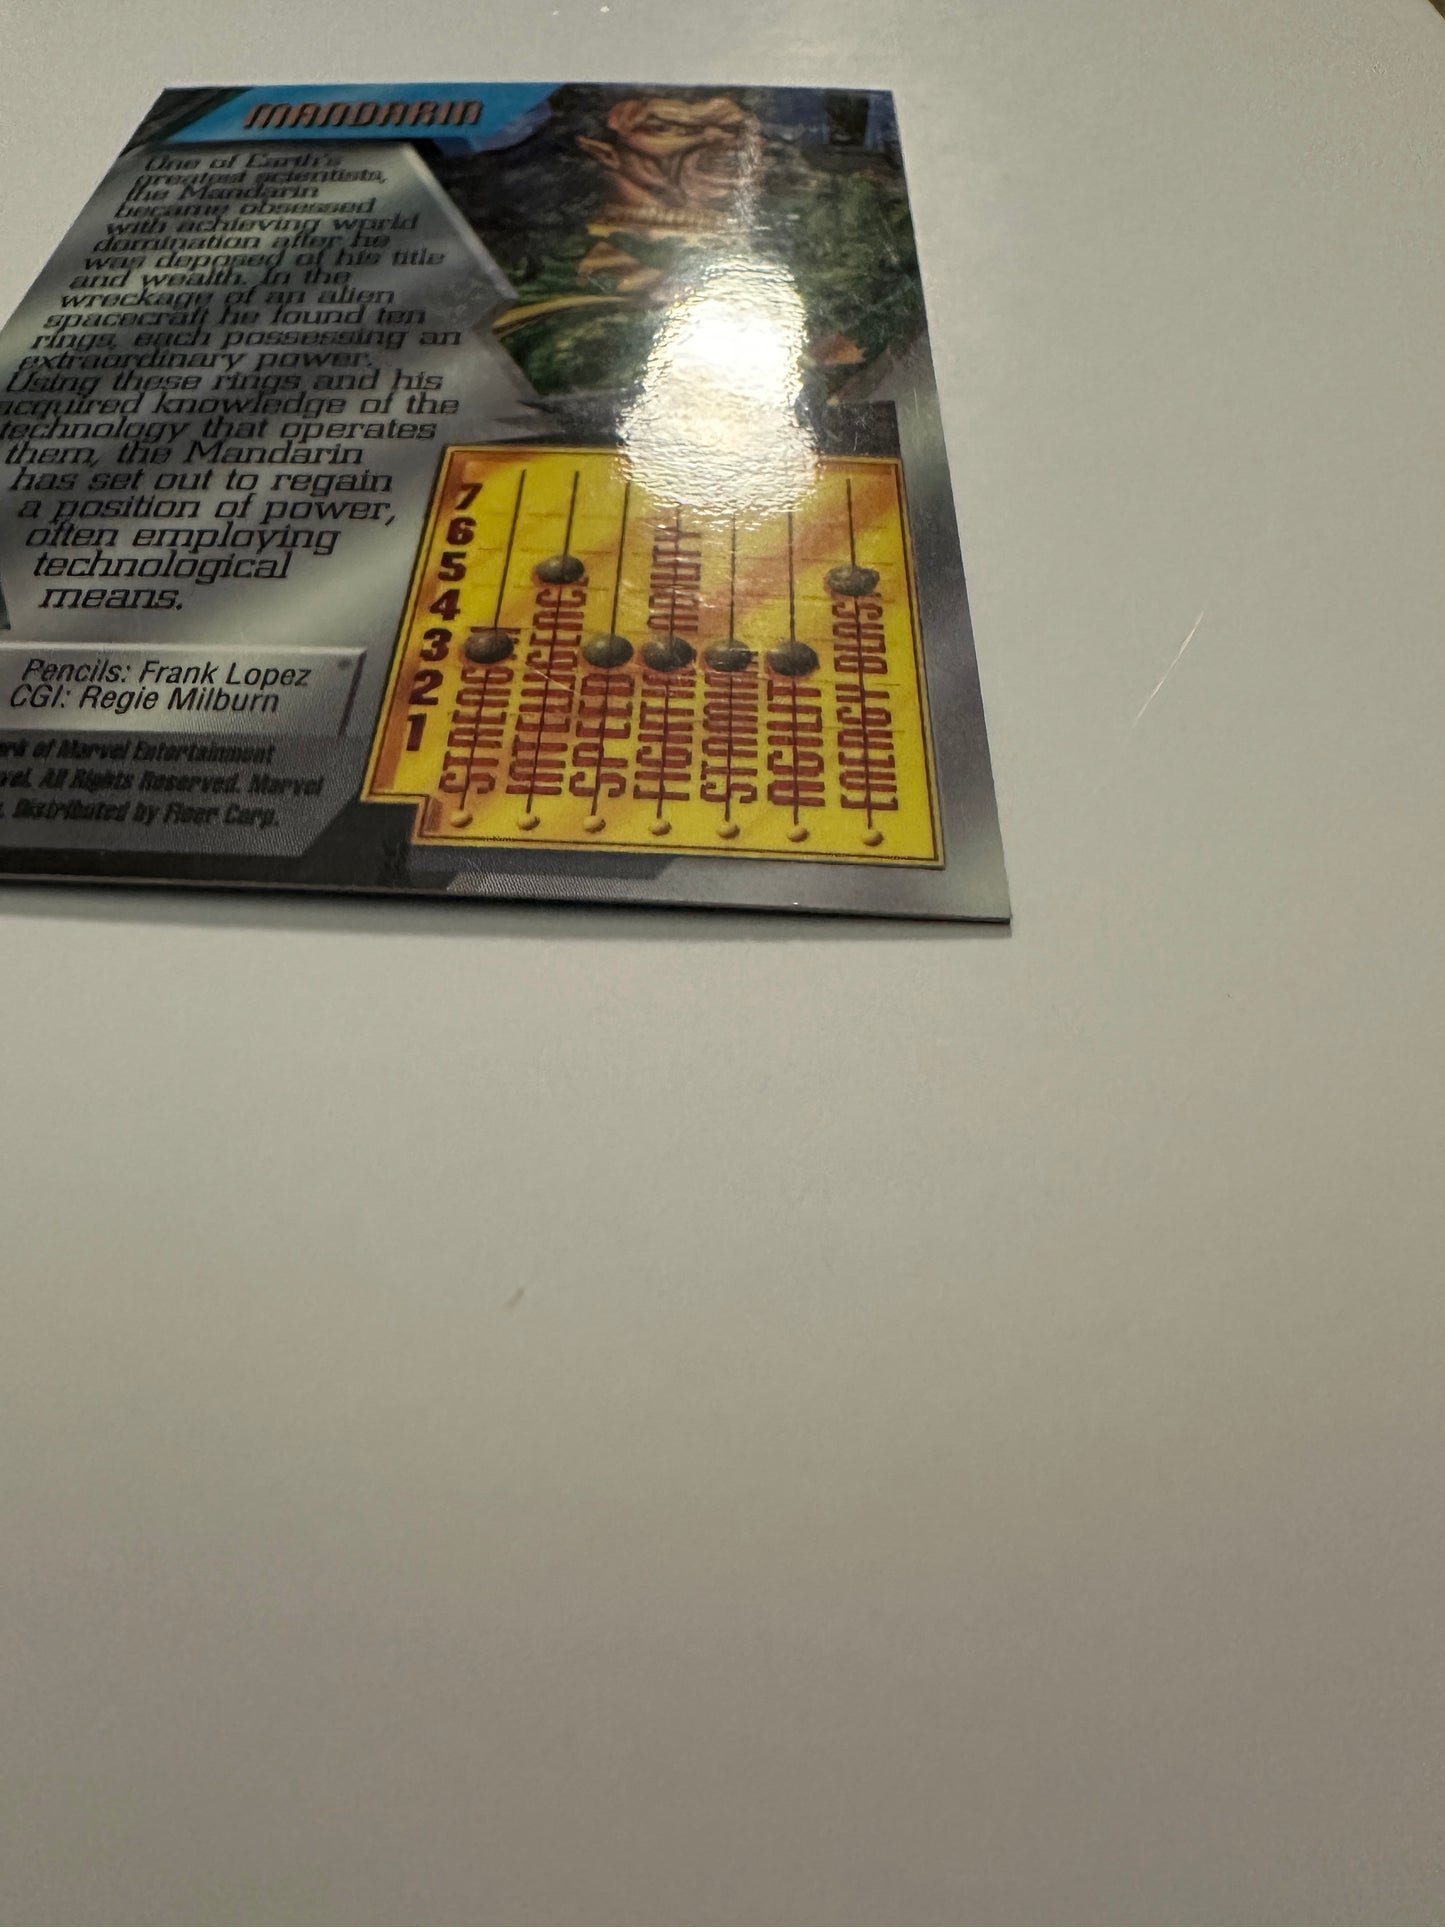 MANDARIN
One of Earth's
greatest scientists,
the Mandarin
became obsessed
with achieving world
domination after he
was deposed of his title
and wealth. In the
wreckage of an alien
spacecraft he found ten
rings, each possessing an
extraordinary power.
Using these rings and his
acquired knowledge of the
technology that operates
them, the Mandarin
has set out to regain
a position of power,
often employing
technological
means.
Pencils: Frank Lopez
CGI: Regie Milburn
of Marvel Entertainment
All Rights Reserved. Marvel
Distributed by Fleer Corp.
7
6
5
4
3
2
1
STRENGTH
INTELLIGENCE
SPEED
FIGHTING ABILITY
STAMINA
AGILITY
ENERGY BLAST